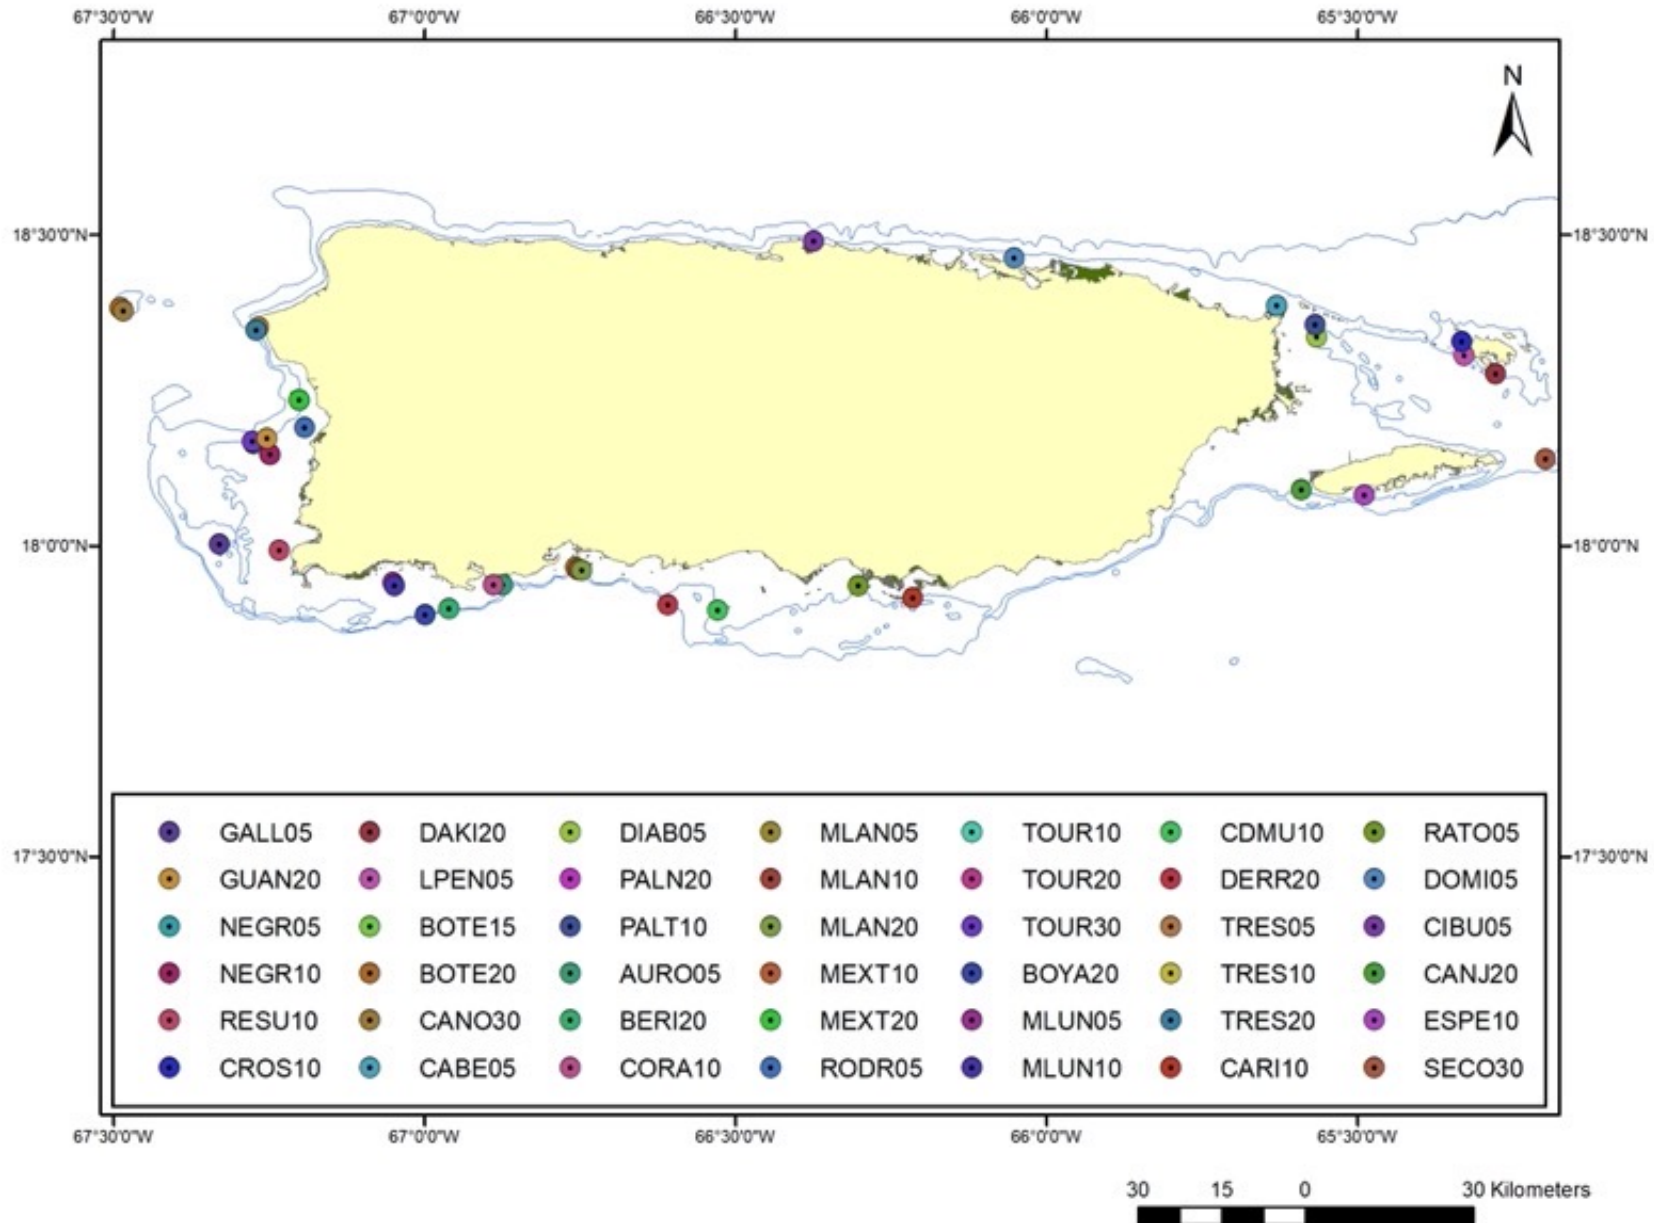 67°30'0"W 67°0'0"W 66°30'0"W 66°0'0"W 65°30'0"W
N
18°30'0"N 18°30'0"N
18°0'0"N 18°0'0"N
GALL05 DAKI20 DIAB05 MLAN05 TOUR10 CDMU10 RATO05
17°30'0"N 17°30'0"N
GUAN20 LPEN05 PALN20 MLAN10 TOUR20 DERR20 DOMI05
NEGR05 BOTE15 PALT10 MLAN20 TOUR30 TRES05 CIBU05
NEGR10 BOTE20 AURO05 MEXT10 BOYA20 TRES10 CANJ20
RESU10 CANO30 BERI20 MEXT20 MLUN05 TRES20 ESPE10
CROS10 CABE05 CORA10 RODR05 MLUN10 CARI10 SECO30
67°30'0"W 67°0'0"W 66°30'0"W 66°0'0"W 65°30'0"W
30 15 0 30 Kilometers